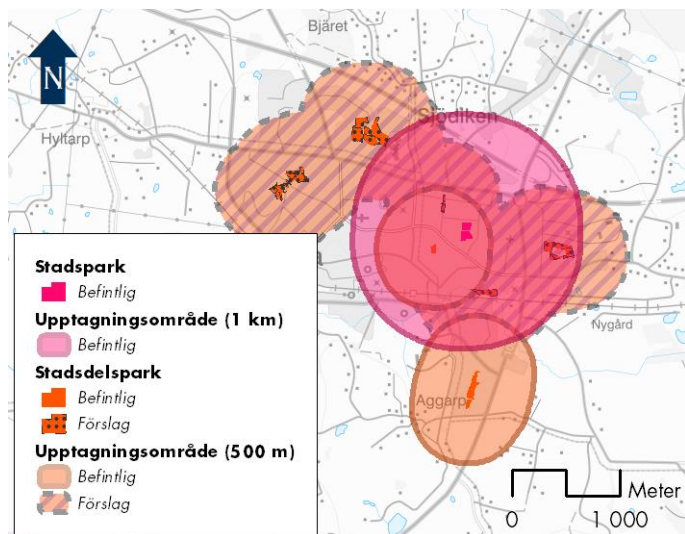 Bjäret
N
Sjödiken
Hyltarp
Stadspark
Befintlig
Upptagningsområde (1 km)
Befintlig
Stadsdelspark
Befintlig
Förslag
Upptagningsområde (500 m)
Befintlig
Förslag
Nygård
Aggarp
Meter
0 1 000